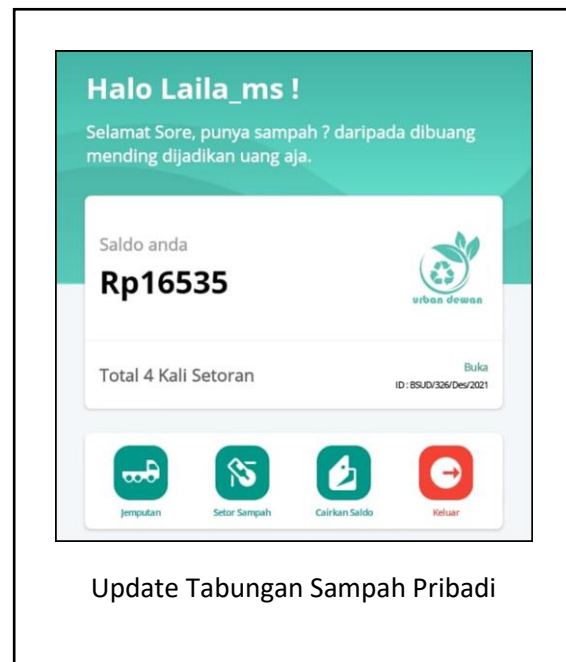 Halo Laila_ms !
Selamat Sore, punya sampah ? daripada dibuang
mending dijadikan uang aja.
Saldo anda
Rp16535
urban dewan
Total 4 Kali Setoran
Buka
ID : BSUD/326/Des/2021
Jemputan
Setor Sampah
Cairkan Saldo
Keluar
Update Tabungan Sampah Pribadi